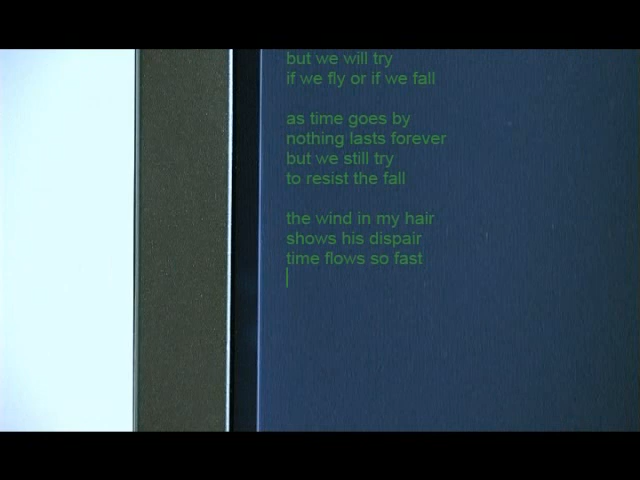 but we will try
if we fly or if we fall
as time goes by
nothing lasts forever
but we still try
to resist the fall
the wind in my hair
shows his dispair
time flows so fast